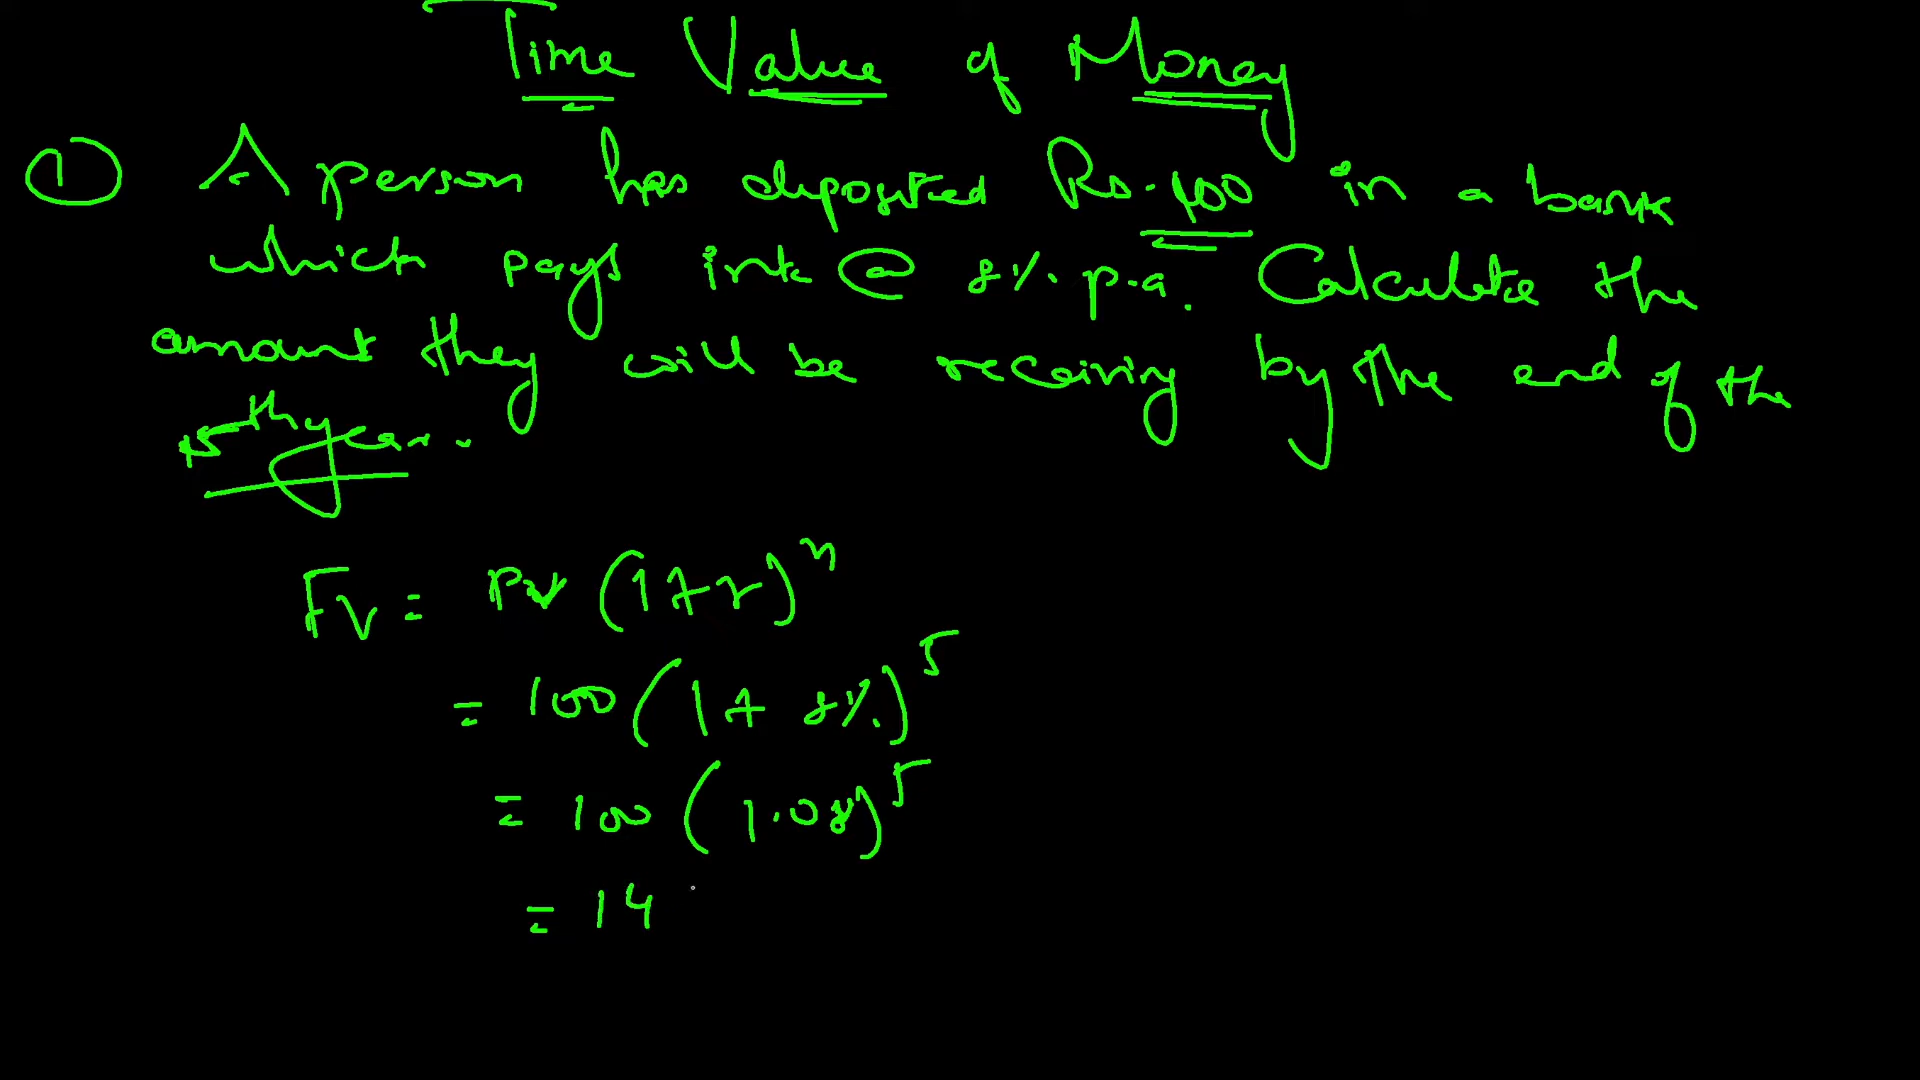 Time Value of Money
① A person has deposited Rs. 100 in a bank
which pays int @ 8% p.a. Calculate the
amount they will be receiving by the end of the
5th year.
FV = PV (1+r)^n
= 100 (1 + 8%)^5
= 100 (1.08)^5
= 14